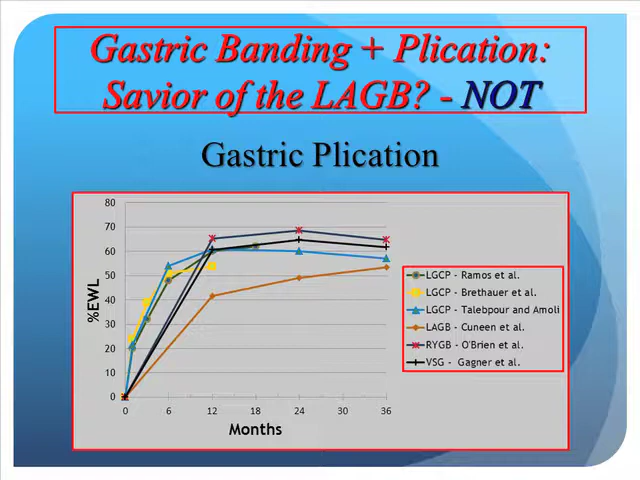 Gastric Banding + Plication:
Savior of the LAGB? - NOT
Gastric Plication
80
70
60
50
40
30
20
10
0
%EWL
0 6 12 18 24 30 36
Months
LGCP - Ramos et al.
LGCP - Brethauer et al.
LGCP - Talebpour and Amoli
LAGB - Cuneen et al.
RYGB - O'Brien et al.
VSG - Gagner et al.